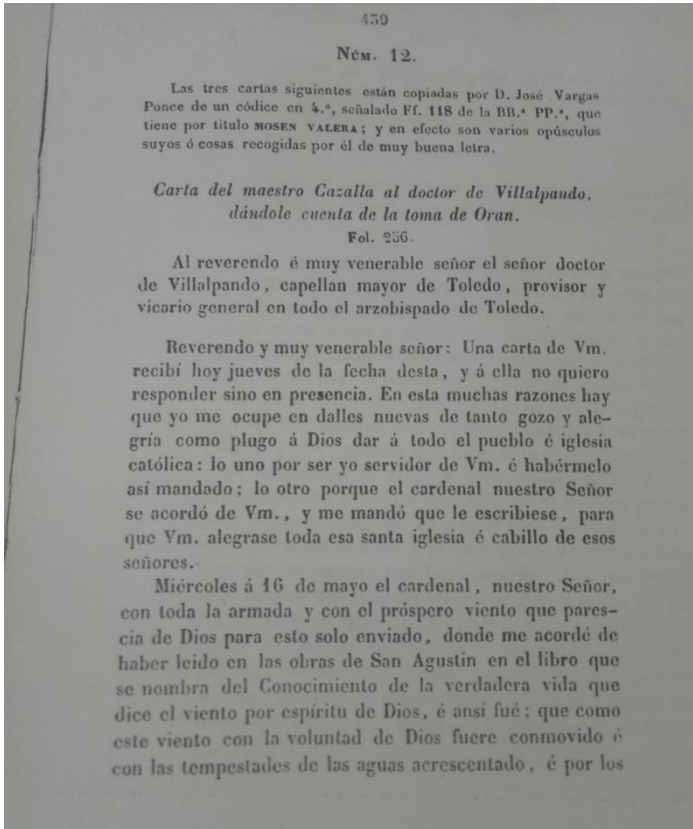 439
NÚM. 12.
Las tres cartas siguientes están copiadas por D. José Vargas
Ponce de un códice en 4.º, señalado Ff. 118 de la BB.ª PP.ª, que
tiene por título MOSEN VALERA; y en efecto son varios opúsculos
suyos ó cosas recogidas por él de muy buena letra.
Carta del maestro Cazalla al doctor de Villalpando,
dándole cuenta de la toma de Oran.
Fol. 256.
Al reverendo é muy venerable señor el señor doctor
de Villalpando, capellan mayor de Toledo, provisor y
vicario general en todo el arzobispado de Toledo.
Reverendo y muy venerable señor: Una carta de Vm.
recibí hoy jueves de la fecha desta, y á ella no quiero
responder sino en presencia. En esta muchas razones hay
que yo me ocupe en dalles nuevas de tanto gozo y ale-
gría como plugo á Dios dar á todo el pueblo é iglesia
católica: lo uno por ser yo servidor de Vm. é habérmelo
así mandado; lo otro porque el cardenal nuestro Señor
se acordó de Vm., y me mandó que le escribiese, para
que Vm. alegrase toda esa santa iglesia é cabillo de esos
señores.
Miércoles á 16 de mayo el cardenal, nuestro Señor,
con toda la armada y con el próspero viento que pares-
cia de Dios para esto solo enviado, donde me acordé de
haber leido en las obras de San Agustin en el libro que
se nombra del Conocimiento de la verdadera vida que
dice el viento por espíritu de Dios, é ansí fué; que como
este viento con la voluntad de Dios fuere conmovido é
con las tempestades de las aguas acrescentado, é por los